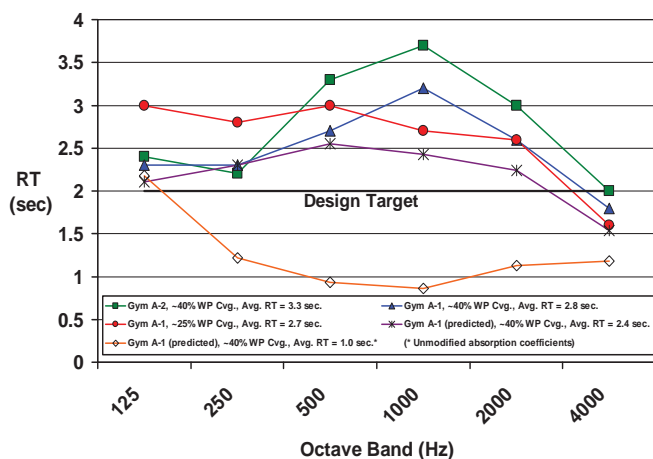 4
3.5
3
2.5
2
1.5
1
0.5
0
RT
(sec)
Design Target
Gym A-2, ~40% WP Cvg., Avg. RT = 3.3 sec.
Gym A-1, ~40% WP Cvg., Avg. RT = 2.8 sec.
Gym A-1, ~25% WP Cvg., Avg. RT = 2.7 sec.
Gym A-1 (predicted), ~40% WP Cvg., Avg. RT = 2.4 sec.
Gym A-1 (predicted), ~40% WP Cvg., Avg. RT = 1.0 sec.*
(* Unmodified absorption coefficients)
125
250
500
1000
2000
4000
Octave Band (Hz)